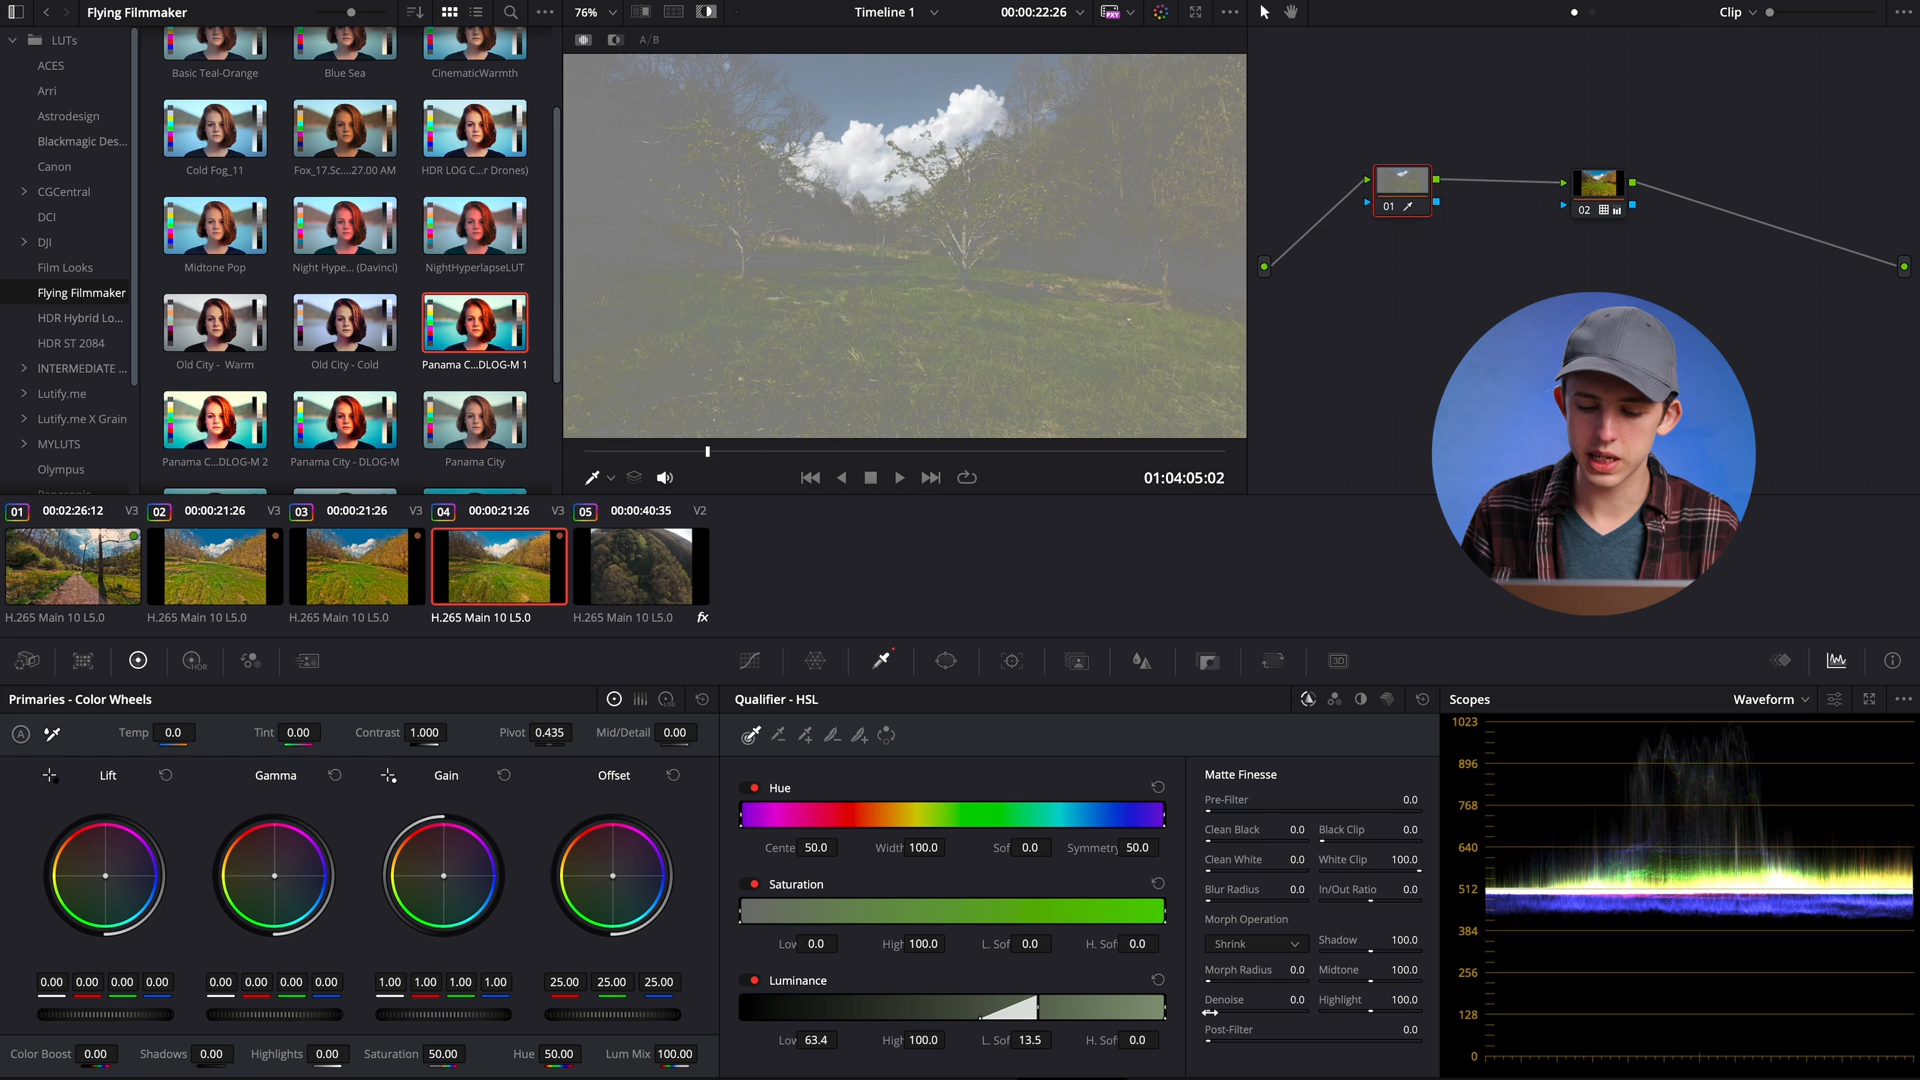 Flying Filmmaker
76%
Timeline 1
00:00:22:26
PXY
Clip
A/B
LUTs
ACES
Arri
Astrodesign
Blackmagic Des...
Canon
CGCentral
DCI
DJI
Film Looks
Flying Filmmaker
HDR Hybrid Lo...
HDR ST 2084
INTERMEDIATE ...
Lutify.me
Lutify.me X Grain
MYLUTS
Olympus
Basic Teal-Orange
Blue Sea
CinematicWarmth
Cold Fog_11
Fox_17.Sc....27.00 AM
HDR LOG C...r Drones)
Midtone Pop
Night Hype... (Davinci)
NightHyperlapseLUT
Old City - Warm
Old City - Cold
Panama C...DLOG-M 1
Panama C...DLOG-M 2
Panama City - DLOG-M
Panama City
01:04:05:02
01
02
01 00:02:26:12 V3
02 00:00:21:26 V3
03 00:00:21:26 V3
04 00:00:21:26 V3
05 00:00:40:35 V2
H.265 Main 10 L5.0
H.265 Main 10 L5.0
H.265 Main 10 L5.0
H.265 Main 10 L5.0
H.265 Main 10 L5.0
fx
HDR
3D
Primaries - Color Wheels
LOG
A
Temp 0.0
Tint 0.00
Contrast 1.000
Pivot 0.435
Mid/Detail 0.00
Lift
Gamma
Gain
Offset
0.00 0.00 0.00 0.00
0.00 0.00 0.00 0.00
1.00 1.00 1.00 1.00
25.00 25.00 25.00
Color Boost 0.00
Shadows 0.00
Highlights 0.00
Saturation 50.00
Hue 50.00
Lum Mix 100.00
Qualifier - HSL
Hue
Cente 50.0
Width 100.0
Sof 0.0
Symmetry 50.0
Saturation
Low 0.0
High 100.0
L. Sof 0.0
H. Sof 0.0
Luminance
Low 63.4
High 100.0
L. Sof 13.5
H. Sof 0.0
Matte Finesse
Pre-Filter 0.0
Clean Black 0.0
Black Clip 0.0
Clean White 0.0
White Clip 100.0
Blur Radius 0.0
In/Out Ratio 0.0
Morph Operation
Shrink
Shadow 100.0
Morph Radius 0.0
Midtone 100.0
Denoise 0.0
Highlight 100.0
Post-Filter 0.0
Scopes
Waveform
1023
896
768
640
512
384
256
128
0